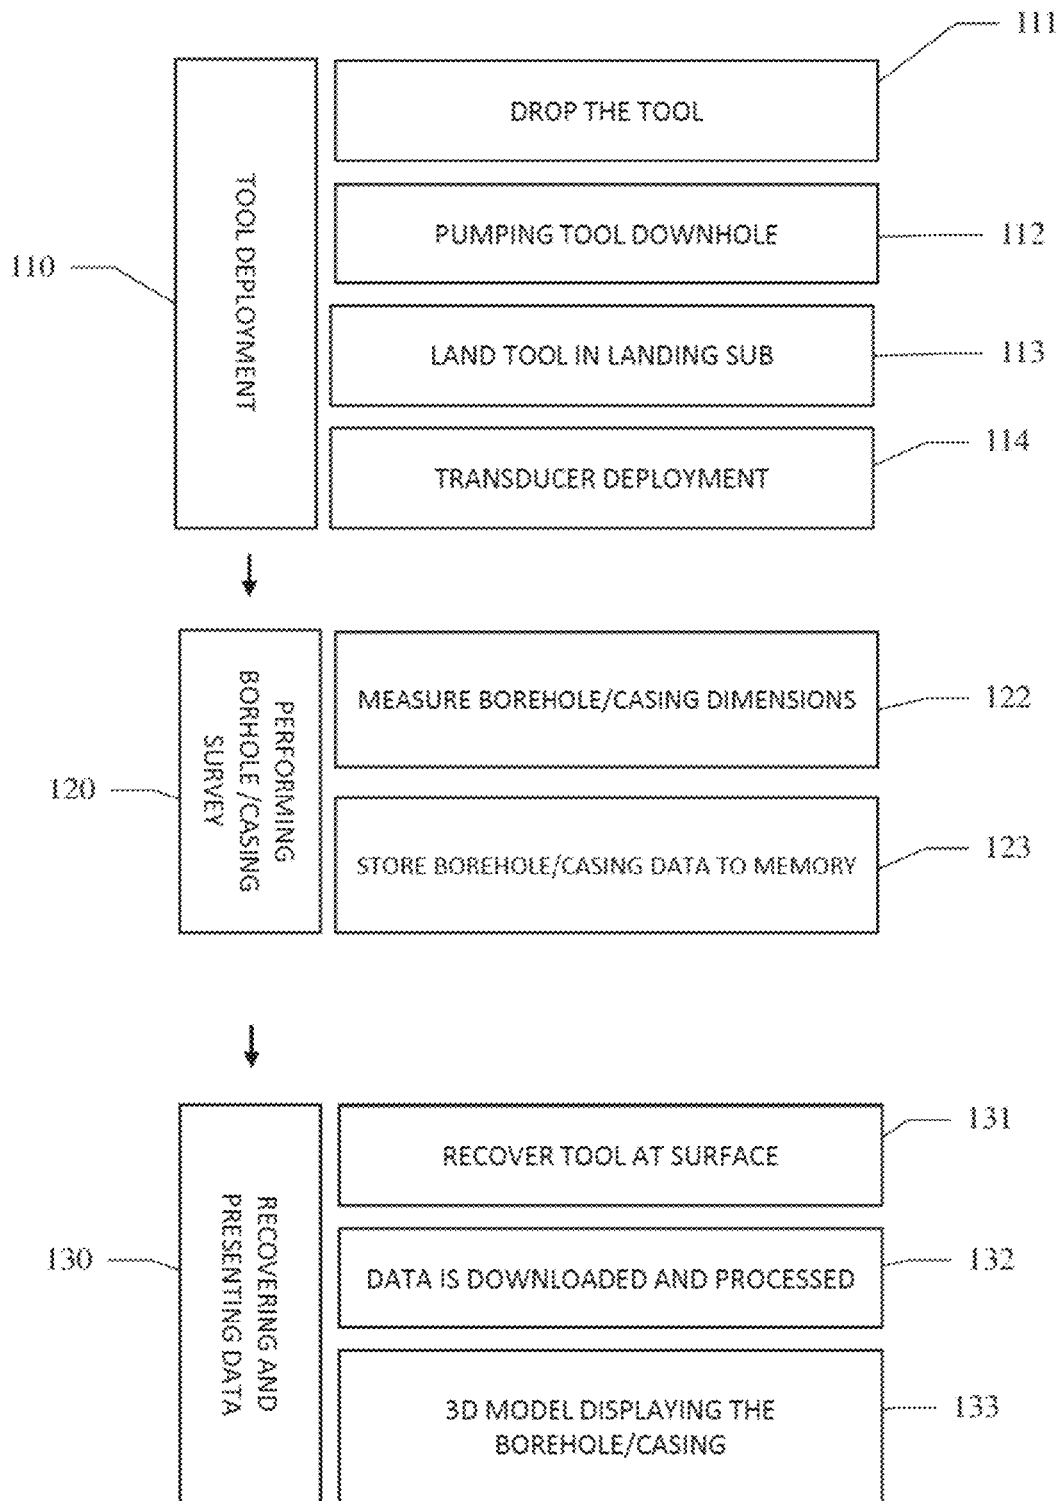 111
DROP THE TOOL
PUMPING TOOL DOWNHOLE
112
110
TOOL DEPLOYMENT
LAND TOOL IN LANDING SUB
113
TRANSDUCER DEPLOYMENT
114
120
PERFORMING
BORHOLE /CASING
SURVEY
MEASURE BOREHOLE/CASING DIMENSIONS
122
STORE BOREHOLE/CASING DATA TO MEMORY
123
130
RECOVERING AND
PRESENTING DATA
RECOVER TOOL AT SURFACE
131
DATA IS DOWNLOADED AND PROCESSED
132
3D MODEL DISPLAYING THE
BOREHOLE/CASING
133